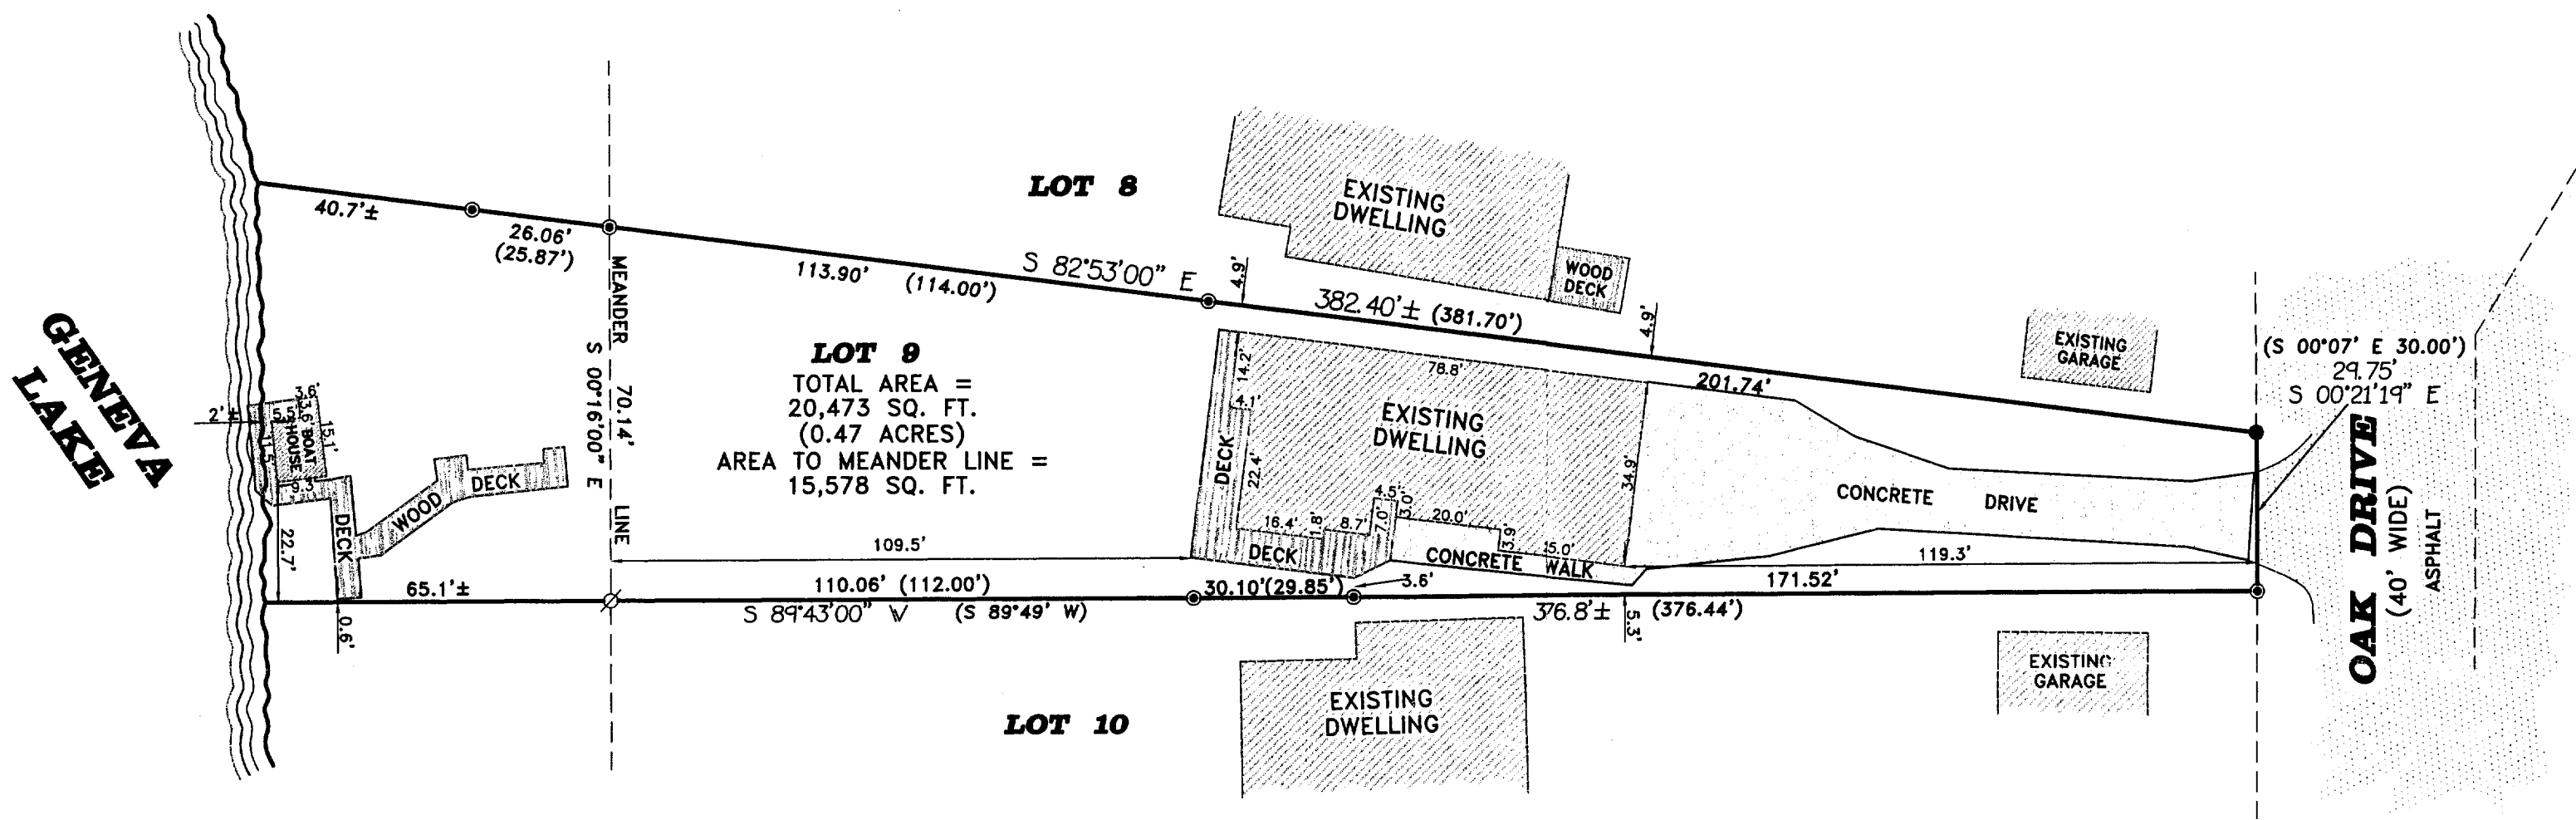 GENEVA
LAKE
40.7'±
26.06'
(25.87')
MEANDER 70.14' LINE
S 00°16'00" E
113.90' (114.00')
S 82°53'00" E
382.40'± (381.70')
201.74'
LOT 8
EXISTING
DWELLING
WOOD
DECK
4.9'
4.9'
EXISTING
GARAGE
(S 00°07' E 30.00')
29.75'
S 00°21'19" E
OAK DRIVE
(40' WIDE)
ASPHALT
LOT 9
TOTAL AREA =
20,473 SQ. FT.
(0.47 ACRES)
AREA TO MEANDER LINE =
15,578 SQ. FT.
2'±
3.6'
3.6'
5.5'
BOAT
HOUSE
15.1'
11.5'
9.3'
22.7'
DECK
WOOD DECK
0.6'
65.1'±
109.5'
110.06' (112.00')
S 89°43'00" W (S 89°49' W)
30.10'(29.85')
3.6'
376.8'± (376.44')
171.52'
119.3'
5.3'
DECK
14.2'
4.1'
22.4'
78.8'
EXISTING
DWELLING
34.9'
16.4'
1.8'
8.7'
7.0'
4.5'
3.0'
20.0'
3.9'
15.0'
DECK
CONCRETE WALK
CONCRETE DRIVE
LOT 10
EXISTING
DWELLING
EXISTING
GARAGE